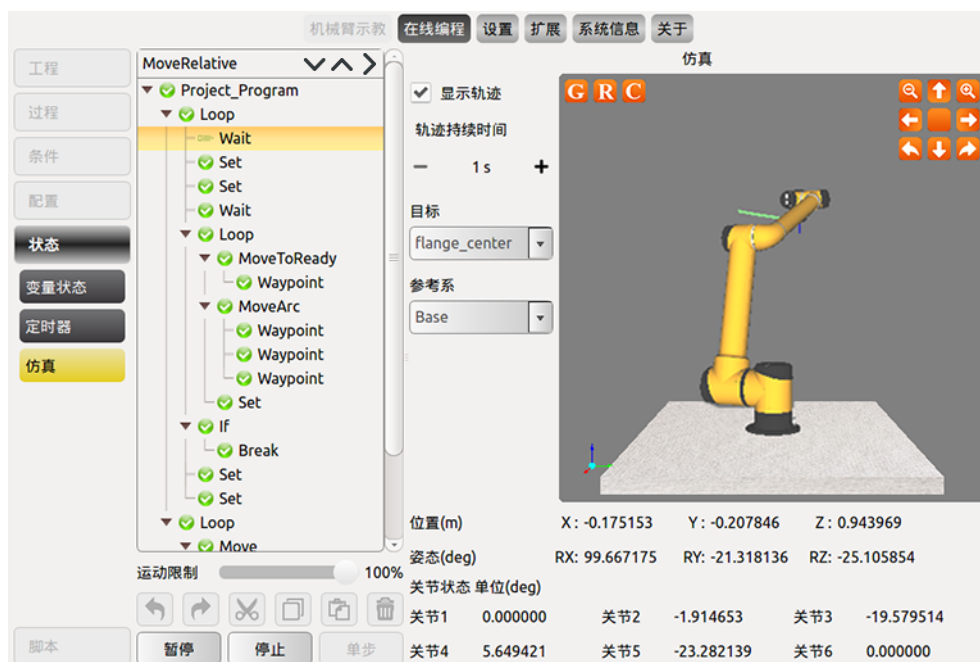 机械臂示教 在线编程 设置 扩展 系统信息 关于
工程
过程
条件
配置
状态
变量状态
定时器
仿真
脚本
MoveRelative
Project_Program
Loop
Wait
Set
Set
Wait
Loop
MoveToReady
Waypoint
MoveArc
Waypoint
Waypoint
Waypoint
Set
If
Break
Set
Set
Loop
Move
运动限制 100%
暂停 停止 单步
显示轨迹
轨迹持续时间
− 1 s +
目标
flange_center
参考系
Base
仿真
G R C
位置(m) X : -0.175153 Y : -0.207846 Z : 0.943969
姿态(deg) RX: 99.667175 RY: -21.318136 RZ: -25.105854
关节状态 单位(deg)
关节1 0.000000 关节2 -1.914653 关节3 -19.579514
关节4 5.649421 关节5 -23.282139 关节6 0.000000